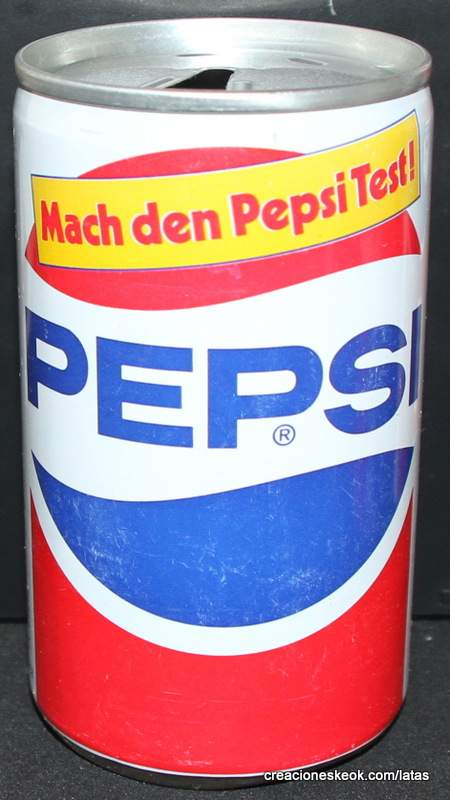 Mach den Pepsi Test!
PEPSI
®
creacioneskeok.com/latas